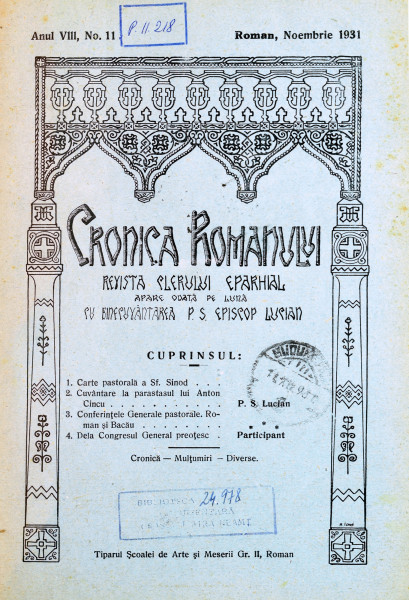 Anul VIII, No. 11
P. II. 218
Roman, Noembrie 1931
CRONICA ROMANULUI
REVISTA CLERULUI EPARHIAL
APARE ODATĂ PE LUNĂ
CU BINECUVÂNTAREA P. S. EPISCOP LUCIAN
CUPRINSUL:
1. Carte pastorală a Sf. Sinod . . .
2. Cuvântare la parastasul lui Anton
Cincu . . . . . . . . . . . . P. S. Lucian
3. Conferințele Generale pastorale. Ro-
man și Bacău . . . . . . . . * * *
4. Dela Congresul General preoțesc . Participant
Cronică — Mulțumiri — Diverse.
BIBLIOTECA 24.978
Tiparul Școalei de Arte și Meserii Gr. II, Roman